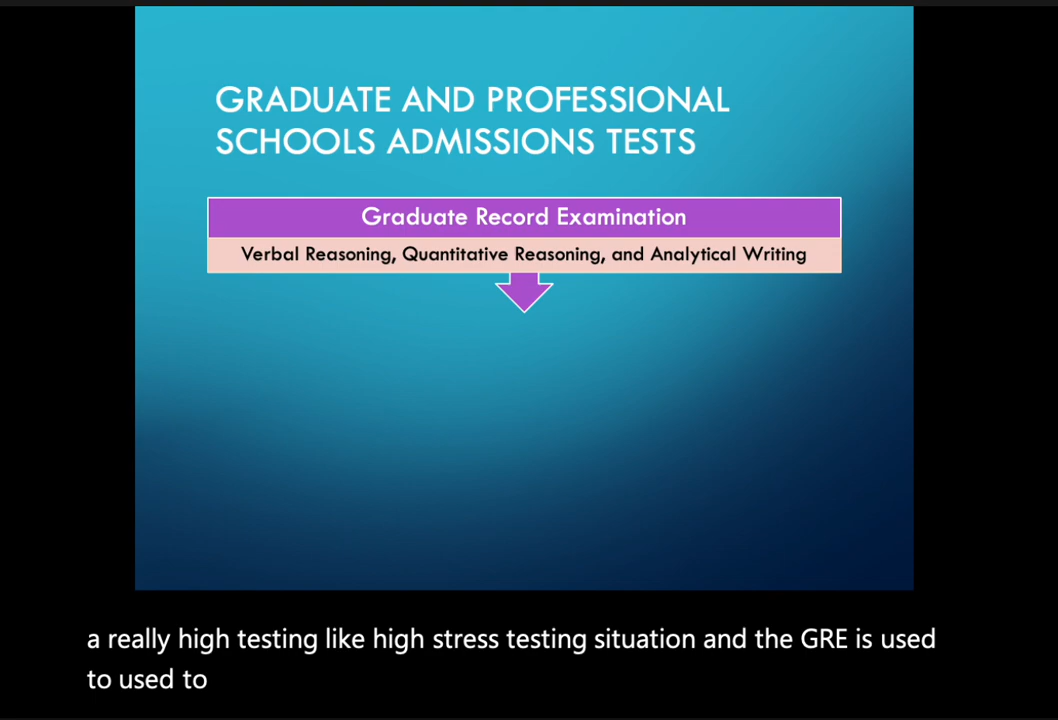 GRADUATE AND PROFESSIONAL
SCHOOLS ADMISSIONS TESTS
Graduate Record Examination
Verbal Reasoning, Quantitative Reasoning, and Analytical Writing
a really high testing like high stress testing situation and the GRE is used
to used to